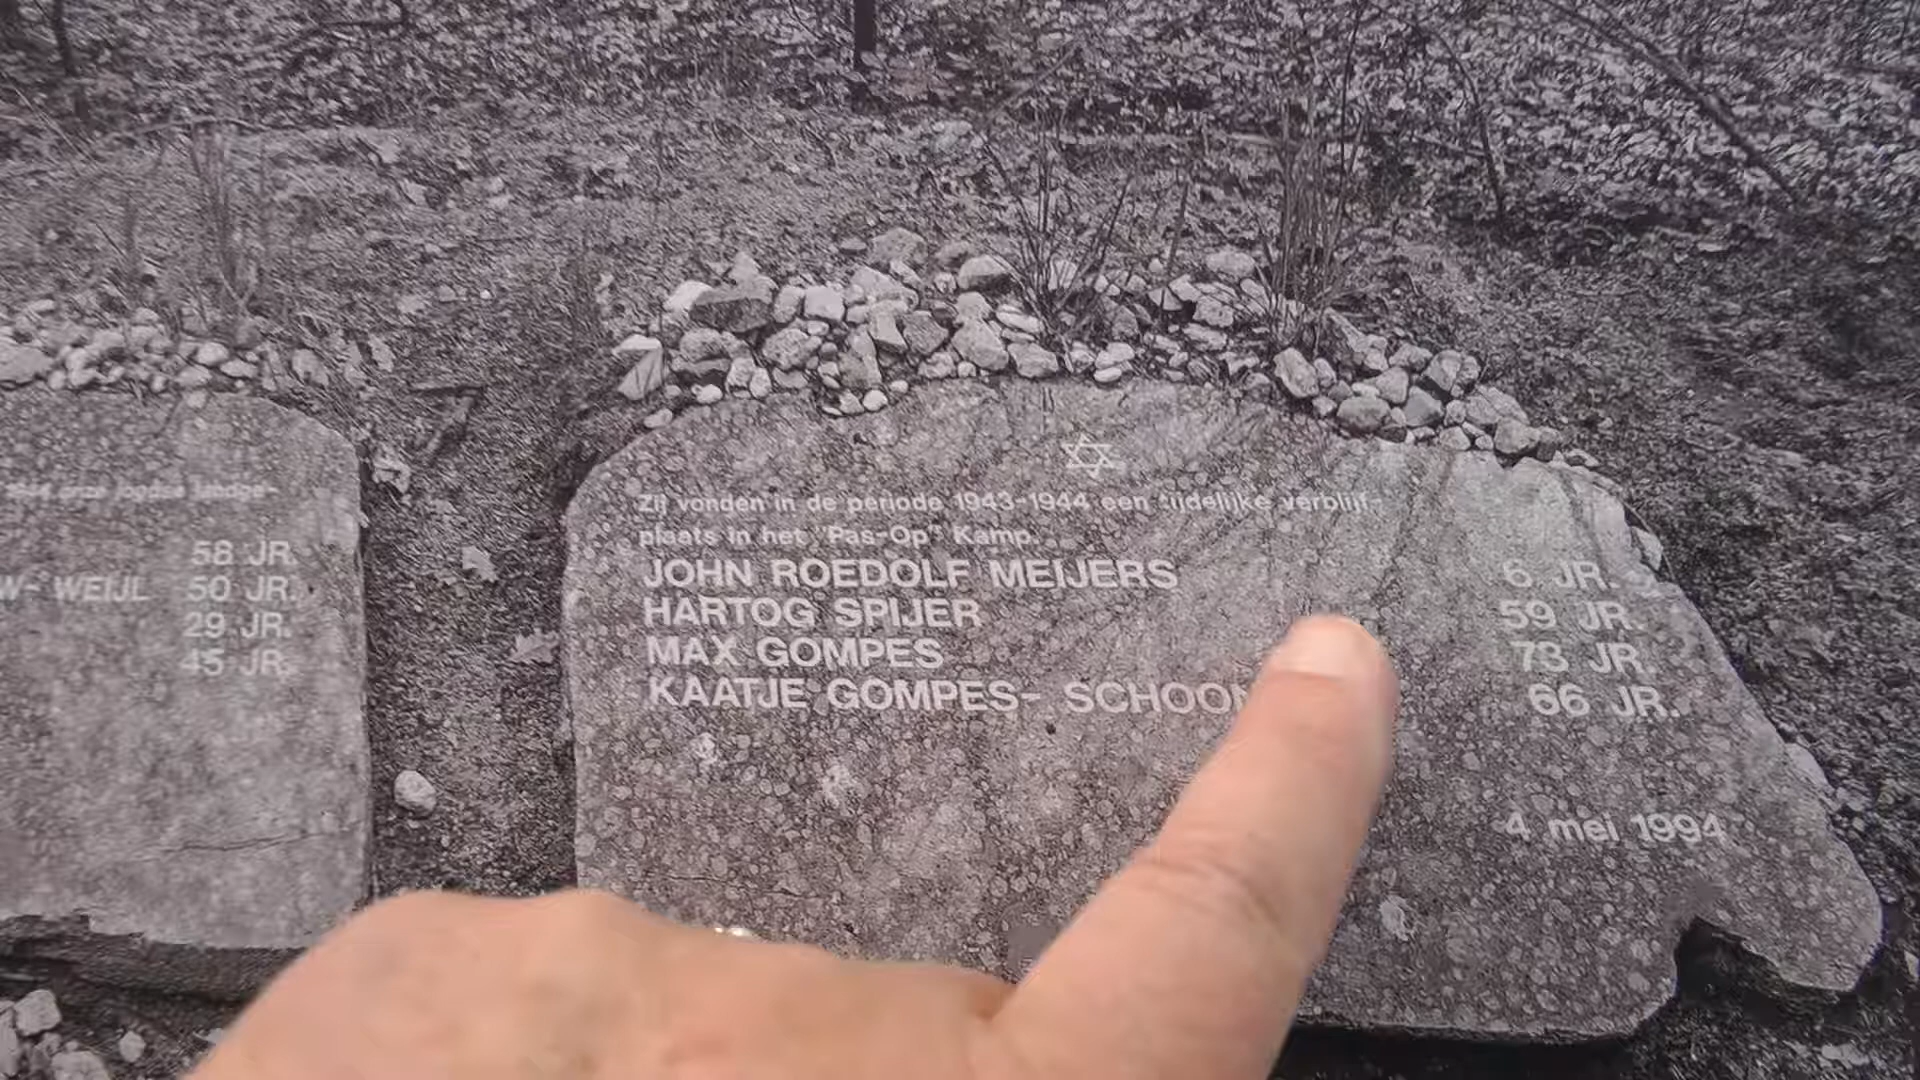 58 JR.
W- WEIJL 50 JR.
29 JR.
45 JR.
Zij vonden in de periode 1943-1944 een tijdelijke verblijf-
plaats in het "Pas-Op" Kamp.
JOHN ROEDOLF MEIJERS 6 JR.
HARTOG SPIJER 59 JR.
MAX GOMPES 73 JR.
KAATJE GOMPES- SCHOON 66 JR.
4 mei 1994